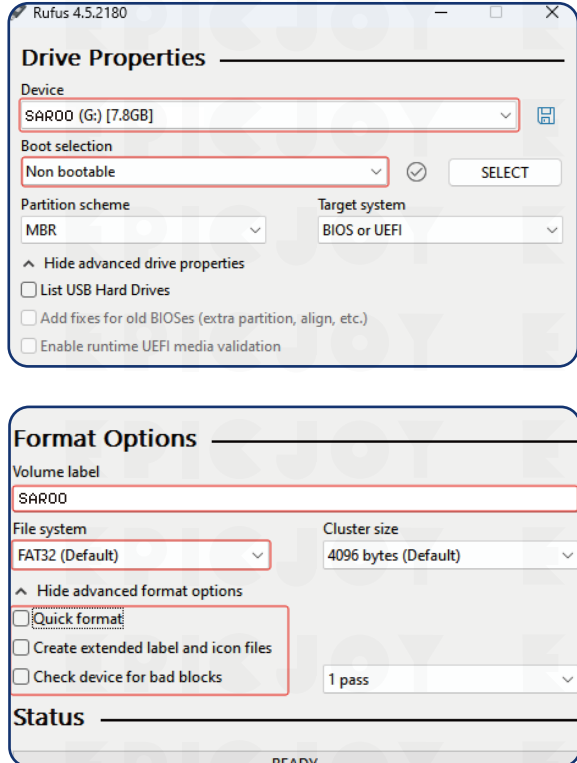 Rufus 4.5.2180
Drive Properties
Device
SAROO (G:) [7.8GB]
Boot selection
Non bootable
SELECT
Partition scheme
Target system
MBR
BIOS or UEFI
Hide advanced drive properties
List USB Hard Drives
Add fixes for old BIOSes (extra partition, align, etc.)
Enable runtime UEFI media validation
Format Options
Volume label
SAROO
File system
Cluster size
FAT32 (Default)
4096 bytes (Default)
Hide advanced format options
Quick format
Create extended label and icon files
Check device for bad blocks
1 pass
Status
READY
EPICJOY